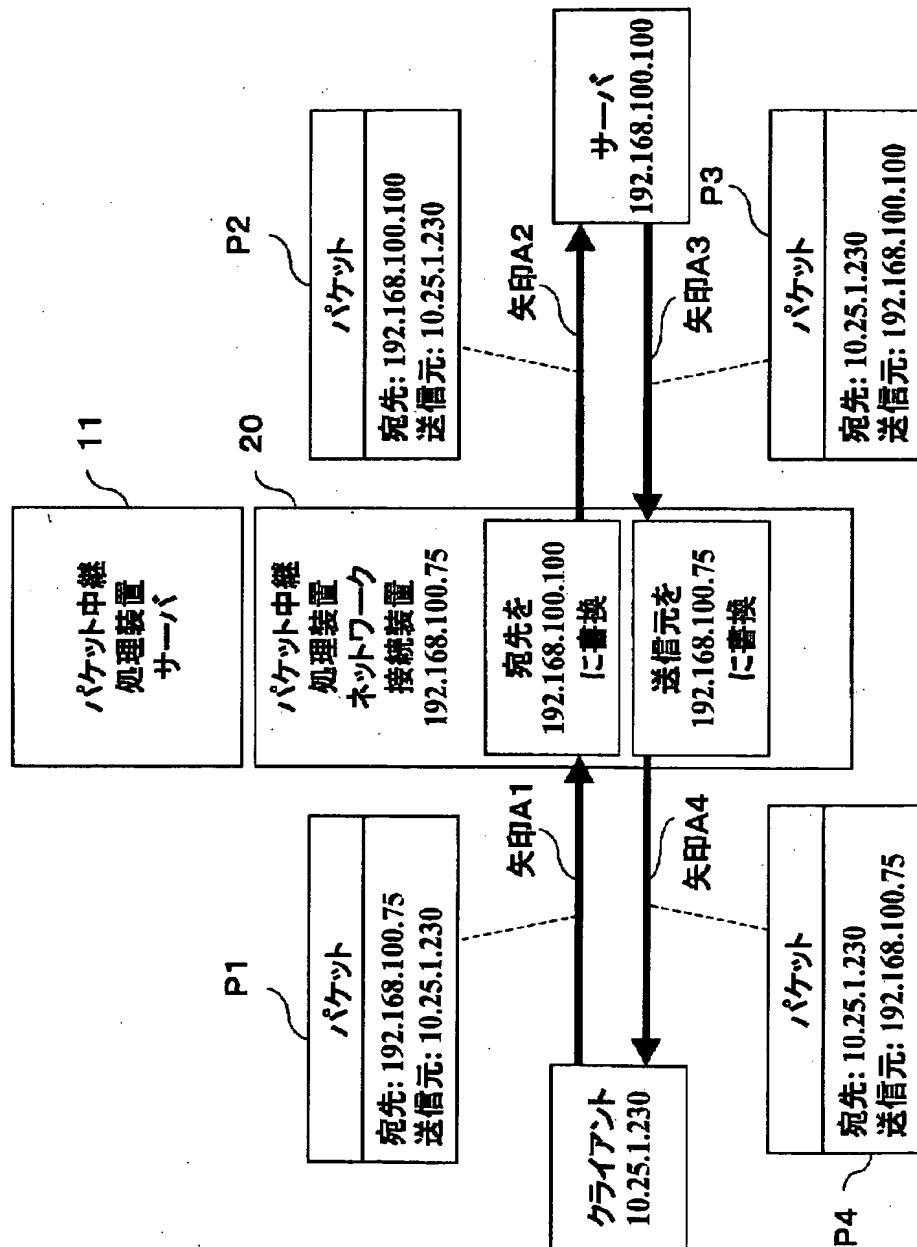 パケット中継
処理装置
サーバ
11
パケット中継
処理装置
ネットワーク
接続装置
192.168.100.75
20
P1
パケット
宛先: 192.168.100.75
送信元: 10.25.1.230
P2
パケット
宛先: 192.168.100.100
送信元: 10.25.1.230
矢印A1
宛先を
192.168.100.100
に書換
矢印A2
クライアント
10.25.1.230
サーバ
192.168.100.100
矢印A4
送信元を
192.168.100.75
に書換
矢印A3
P4
パケット
宛先: 10.25.1.230
送信元: 192.168.100.75
P3
パケット
宛先: 10.25.1.230
送信元: 192.168.100.100